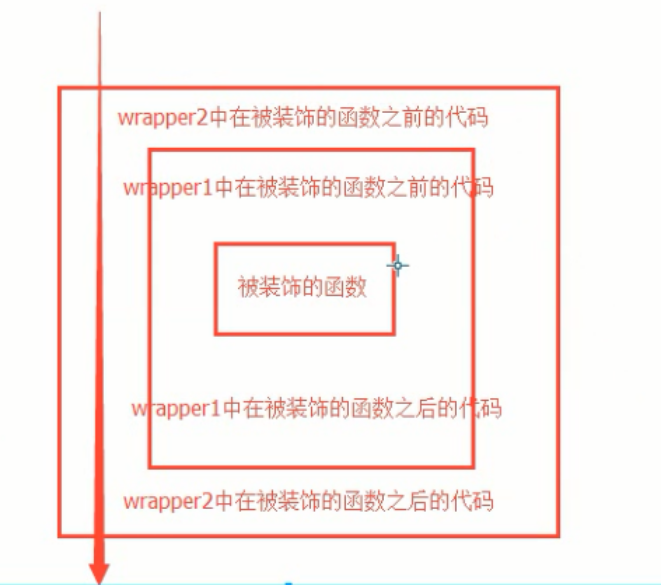 wrapper2中在被装饰的函数之前的代码
wrapper1中在被装饰的函数之前的代码
被装饰的函数
wrapper1中在被装饰的函数之后的代码
wrapper2中在被装饰的函数之后的代码